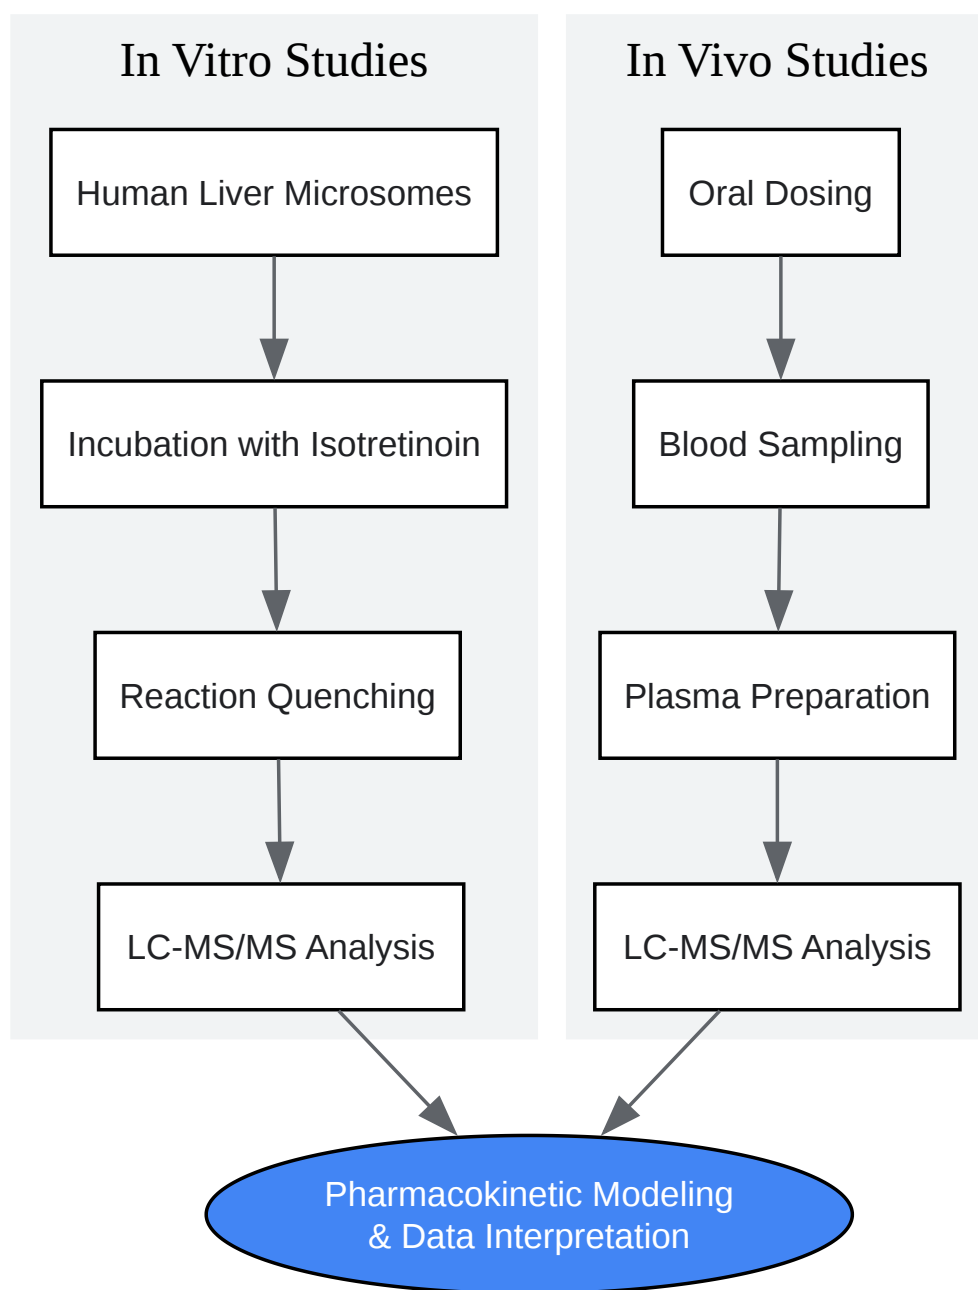 In Vitro Studies
Human Liver Microsomes
Incubation with Isotretinoin
Reaction Quenching
LC-MS/MS Analysis
In Vivo Studies
Oral Dosing
Blood Sampling
Plasma Preparation
LC-MS/MS Analysis
Pharmacokinetic Modeling
& Data Interpretation